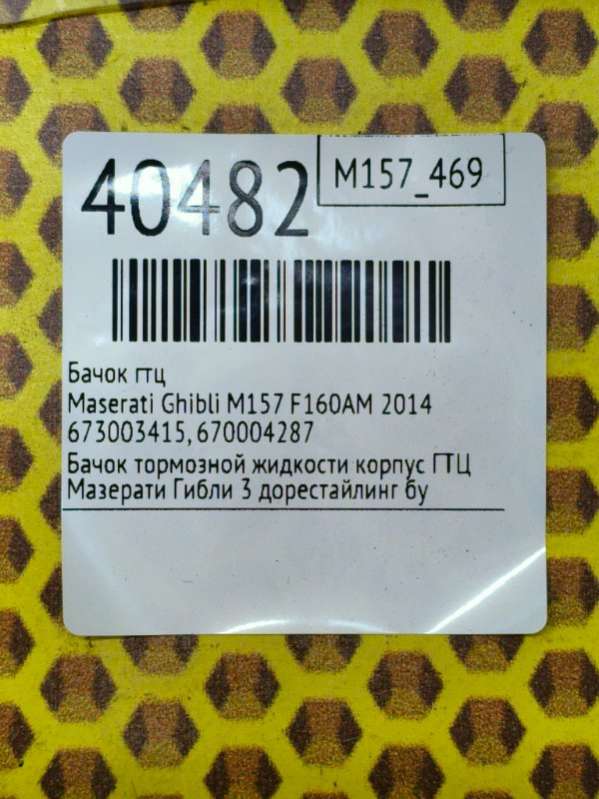 40482
M157_469
Бачок гтц
Maserati Ghibli M157 F160AM 2014
673003415, 670004287
Бачок тормозной жидкости корпус ГТЦ
Мазерати Гибли 3 дорестайлинг бу